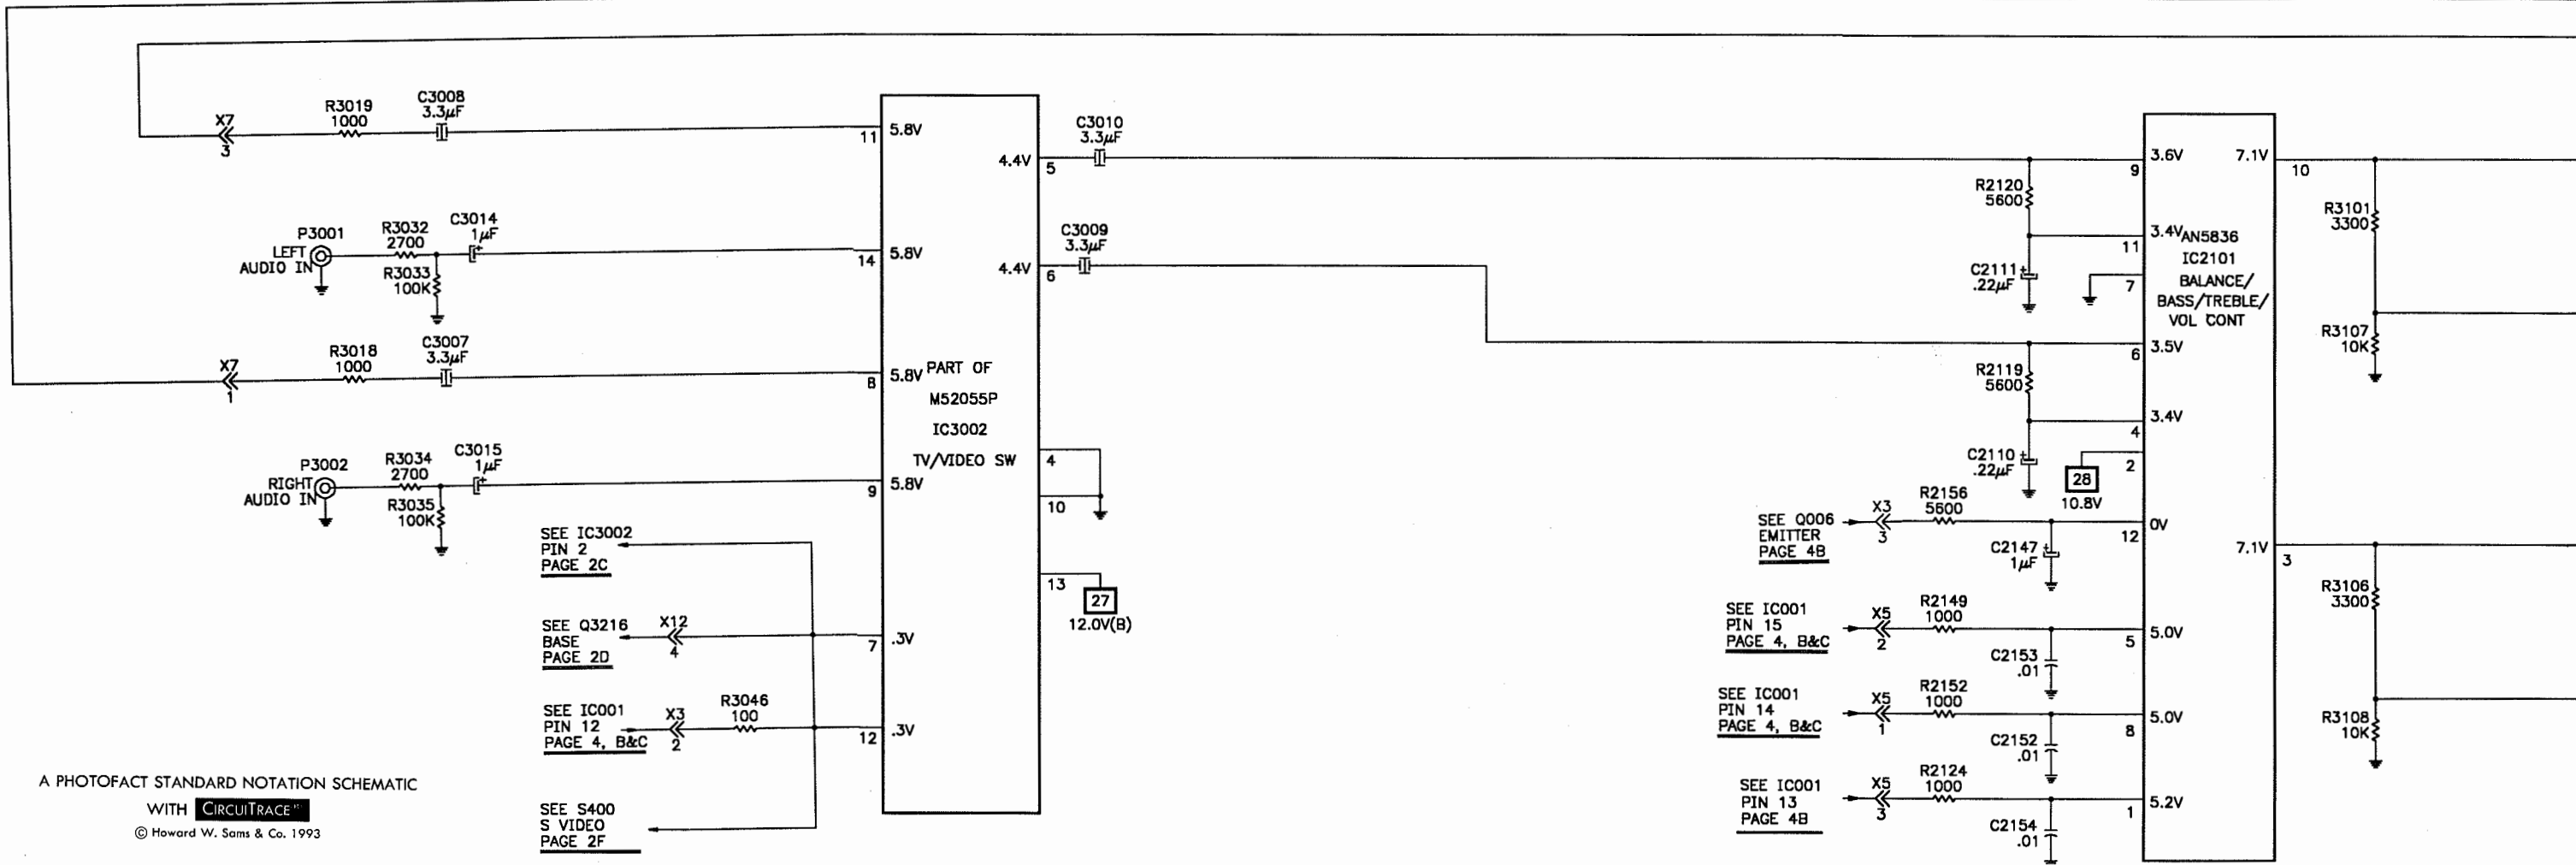 X7
3
R3019
1000
C3008
3.3µF
11
5.8V
P3001
LEFT
AUDIO IN
R3032
2700
R3033
100K
C3014
1µF
14
5.8V
X7
1
R3018
1000
C3007
3.3µF
8
5.8V
P3002
RIGHT
AUDIO IN
R3034
2700
R3035
100K
C3015
1µF
9
5.8V
PART OF
M52055P
IC3002
TV/VIDEO SW
4.4V
5
C3010
3.3µF
4.4V
6
C3009
3.3µF
4
10
13
27
12.0V(B)
SEE IC3002
PIN 2
PAGE 2C
SEE Q3216
BASE
PAGE 2D
X12
4
7
.3V
SEE IC001
PIN 12
PAGE 4, B&C
X3
2
R3046
100
12
.3V
SEE S400
S VIDEO
PAGE 2F
A PHOTOFACT STANDARD NOTATION SCHEMATIC
WITH CIRCUITRACE
© Howard W. Sams & Co. 1993
R2120
5600
C2111
+
.22µF
R2119
5600
C2110
+
.22µF
28
10.8V
9
3.6V
11
3.4V
7
6
3.5V
4
3.4V
2
AN5836
IC2101
BALANCE/
BASS/TREBLE/
VOL CONT
SEE Q006
EMITTER
PAGE 4B
X3
3
R2156
5600
C2147
+
1µF
12
0V
SEE IC001
PIN 15
PAGE 4, B&C
X5
2
R2149
1000
C2153
.01
5
5.0V
SEE IC001
PIN 14
PAGE 4, B&C
X5
1
R2152
1000
C2152
.01
8
5.0V
SEE IC001
PIN 13
PAGE 4B
X5
3
R2124
1000
C2154
.01
1
5.2V
7.1V
10
R3101
3300
R3107
10K
7.1V
3
R3106
3300
R3108
10K